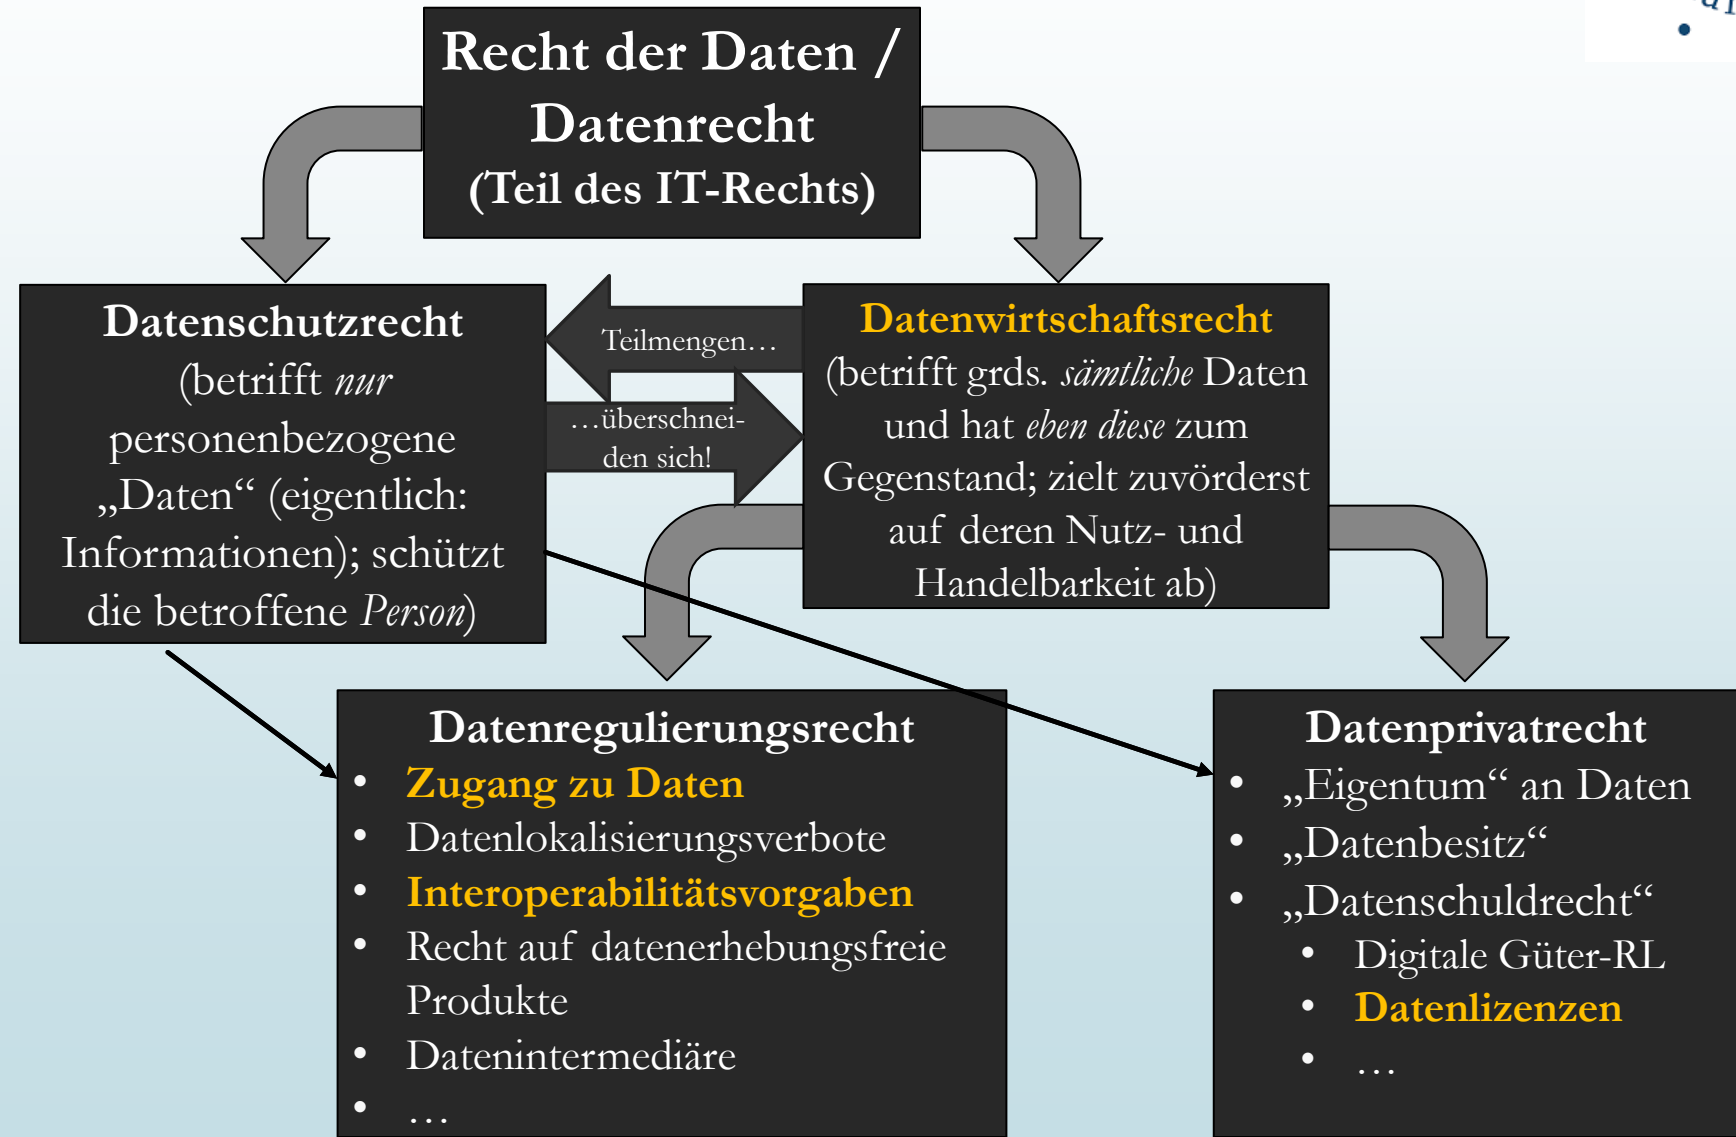 Recht der Daten /
Datenrecht
(Teil des IT-Rechts)
Datenschutzrecht
(betrifft nur
personenbezogene
„Daten“ (eigentlich:
Informationen); schützt
die betroffene Person)
Teilmengen…
…überschnei-
den sich!
Datenwirtschaftsrecht
(betrifft grds. sämtliche Daten
und hat eben diese zum
Gegenstand; zielt zuvörderst
auf deren Nutz- und
Handelbarkeit ab)
Datenregulierungsrecht
• Zugang zu Daten
• Datenlokalisierungsverbote
• Interoperabilitätsvorgaben
• Recht auf datenerhebungsfreie
Produkte
• Datenintermediäre
• …
Datenprivatrecht
• „Eigentum“ an Daten
• „Datenbesitz“
• „Datenschuldrecht“
• Digitale Güter-RL
• Datenlizenzen
• …